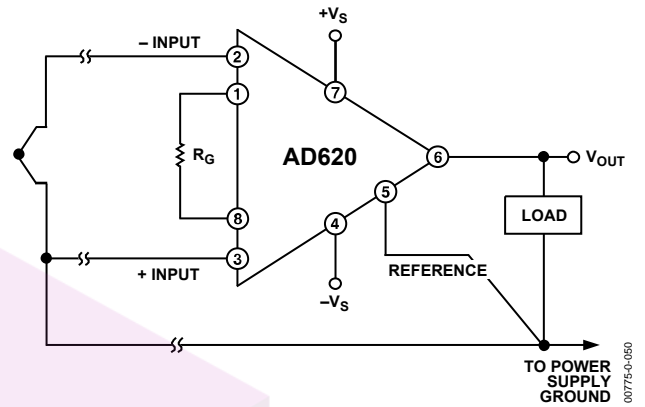 +VS
– INPUT
2
1
7
RG
AD620
6
VOUT
5
LOAD
8
4
REFERENCE
3
+ INPUT
–VS
TO POWER
SUPPLY
GROUND
00775-0-050